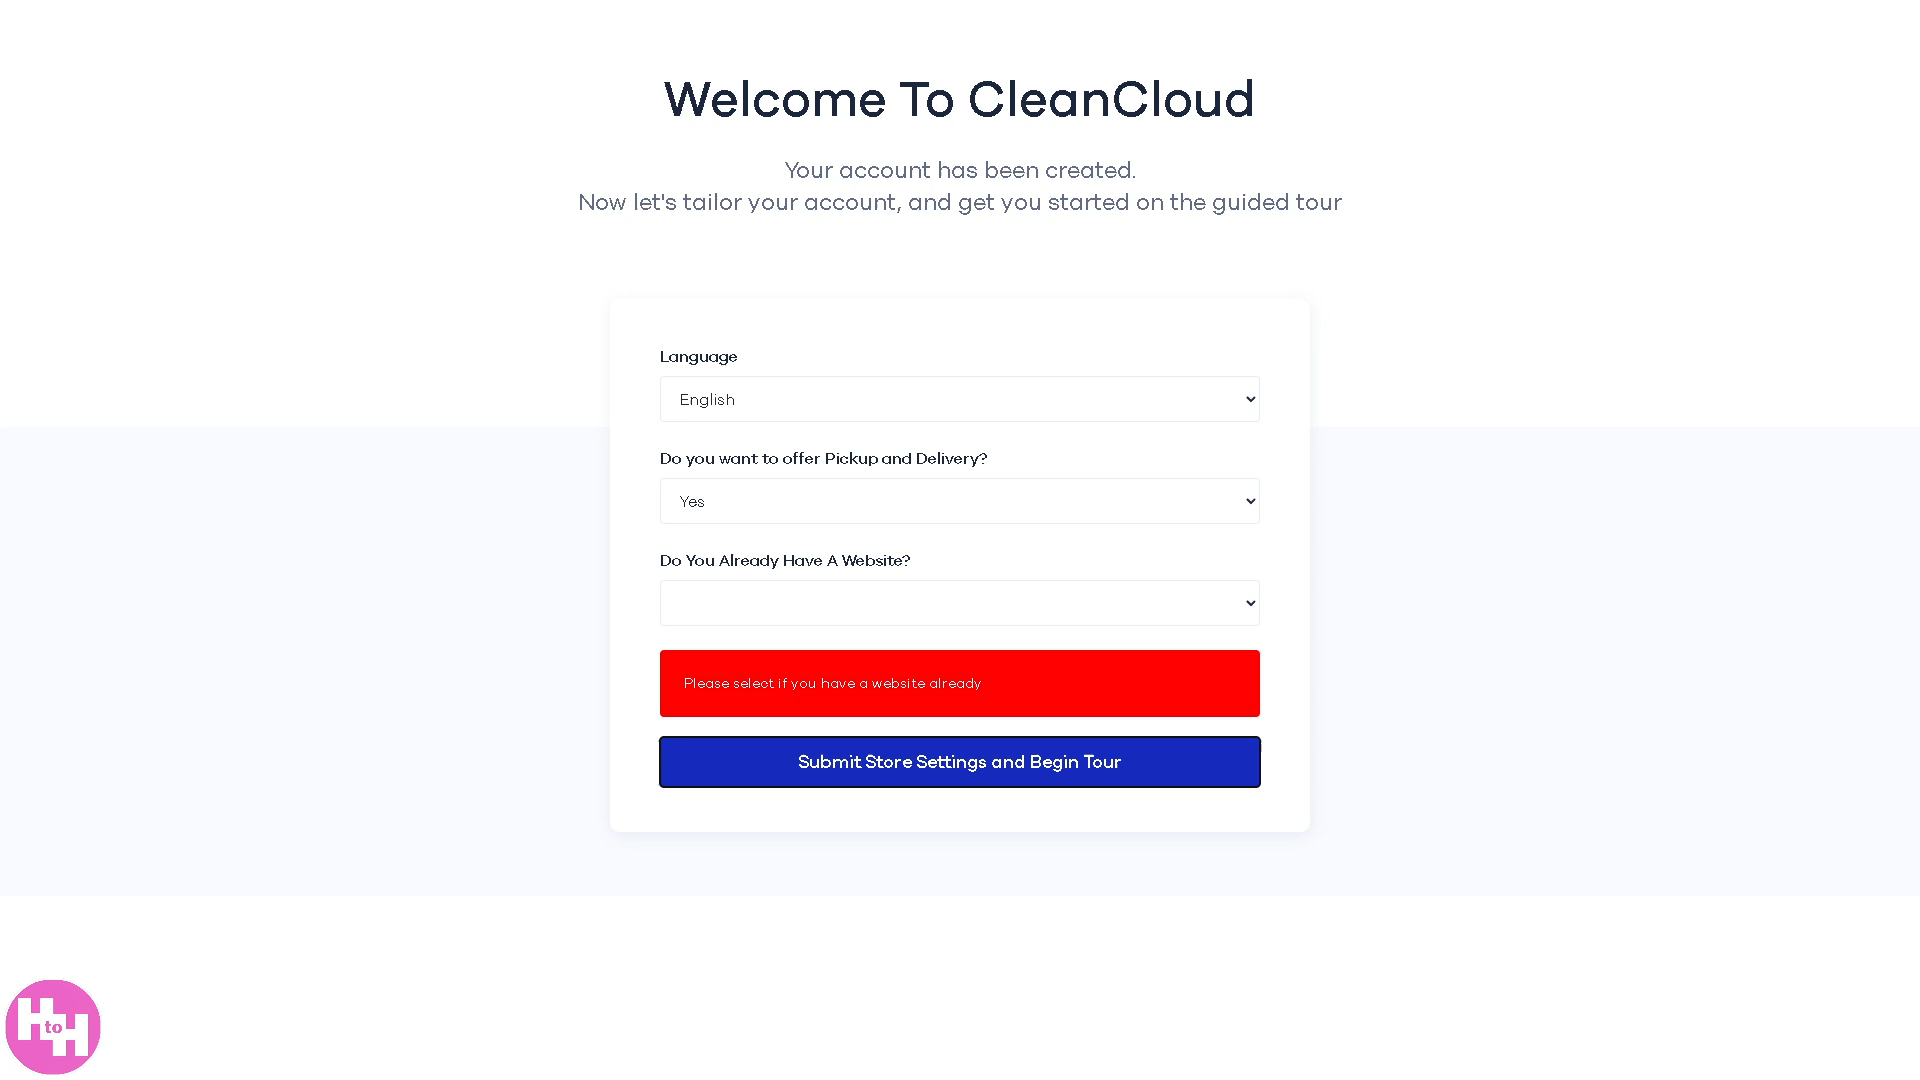 Welcome To CleanCloud
Your account has been created.
Now let's tailor your account, and get you started on the guided tour
Language
English
Do you want to offer Pickup and Delivery?
Yes
Do You Already Have A Website?
Please select if you have a website already
Submit Store Settings and Begin Tour
H to H